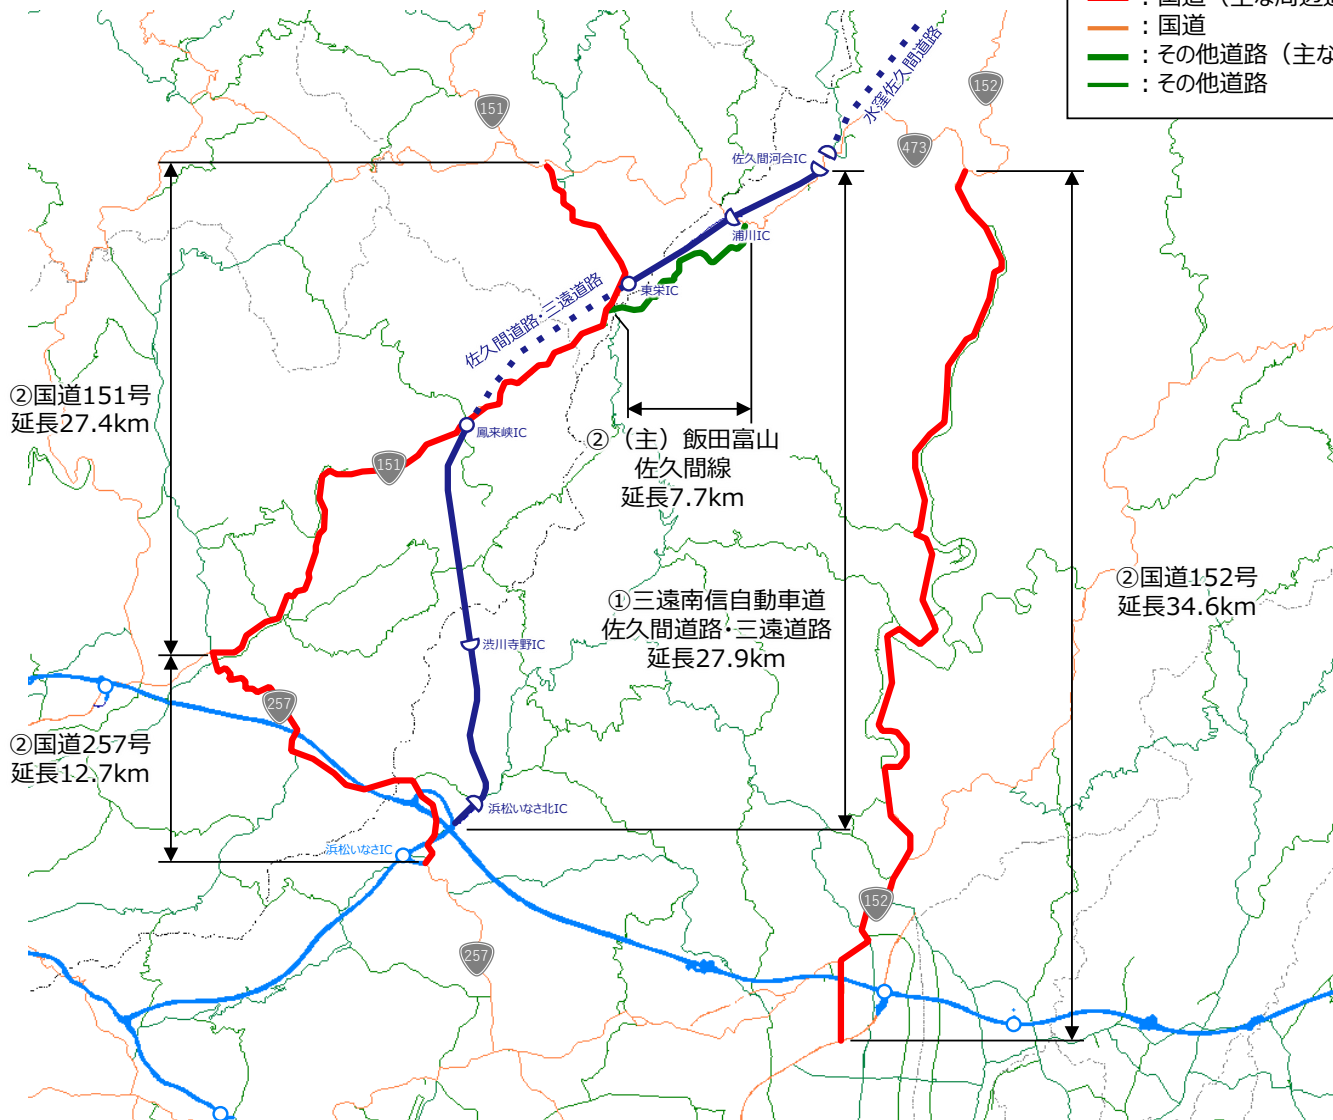 ：国道（主な周辺道
：国道
：その他道路（主な
：その他道路
151
152
473
水窪佐久間道路
佐久間河合IC
浦川IC
東栄IC
佐久間道路・三遠道路
②国道151号
延長27.4km
鳳来峡IC
151
②（主）飯田富山
佐久間線
延長7.7km
①三遠南信自動車道
佐久間道路・三遠道路
延長27.9km
②国道152号
延長34.6km
渋川寺野IC
257
②国道257号
延長12.7km
浜松いなさ北IC
浜松いなさIC
152
257